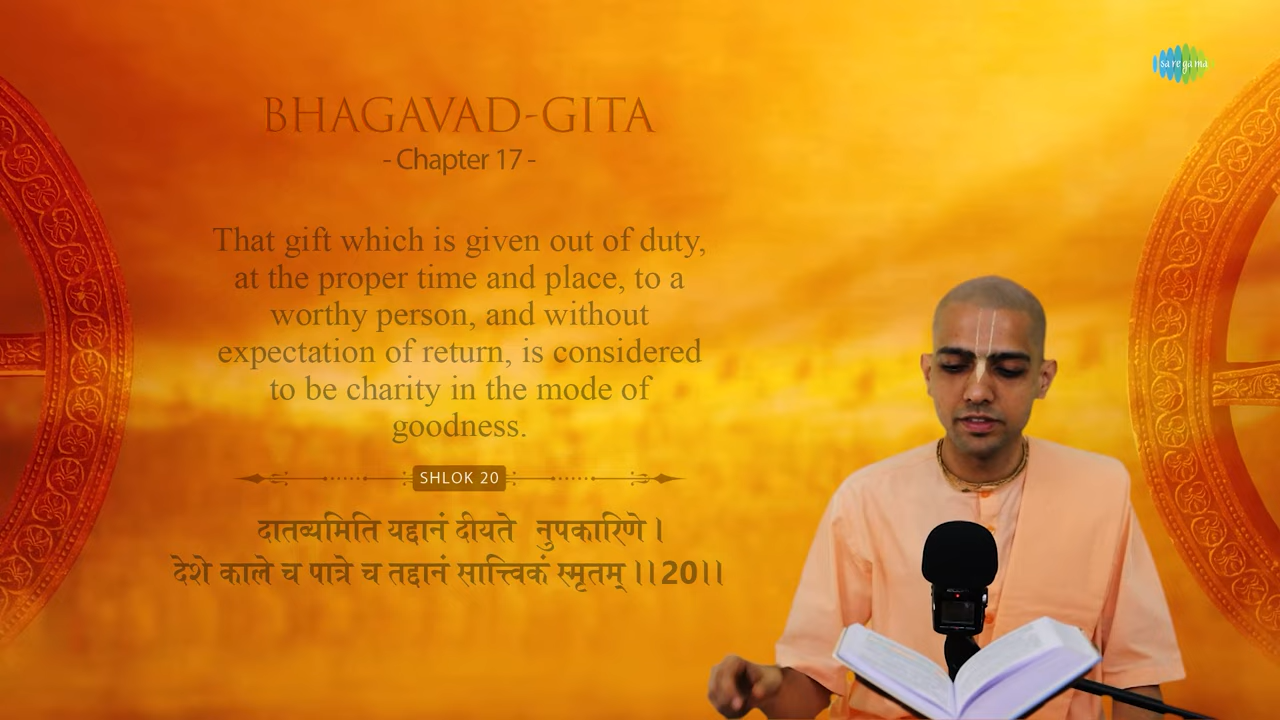 saregama
BHAGAVAD-GITA
- Chapter 17 -
That gift which is given out of duty,
at the proper time and place, to a
worthy person, and without
expectation of return, is considered
to be charity in the mode of
goodness.
SHLOK 20
दातव्यमिति यद्दानं दीयते नुपकारिणे ।
देशे काले च पात्रे च तद्दानं सात्त्विकं स्मृतम् ।।20।।